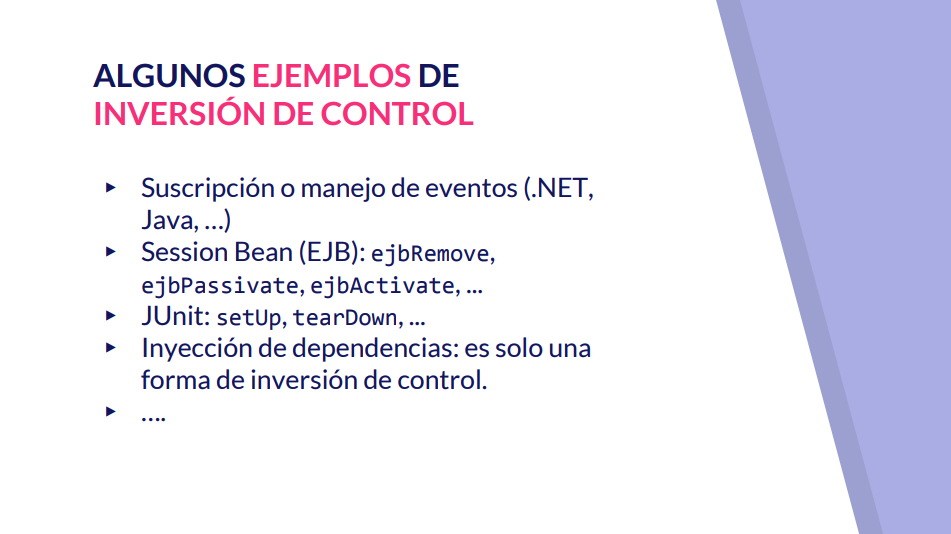 ALGUNOS EJEMPLOS DE
INVERSIÓN DE CONTROL
▸ Suscripción o manejo de eventos (.NET,
Java, …)
▸ Session Bean (EJB): ejbRemove,
ejbPassivate, ejbActivate, …
▸ JUnit: setUp, tearDown, …
▸ Inyección de dependencias: es solo una
forma de inversión de control.
▸ ….